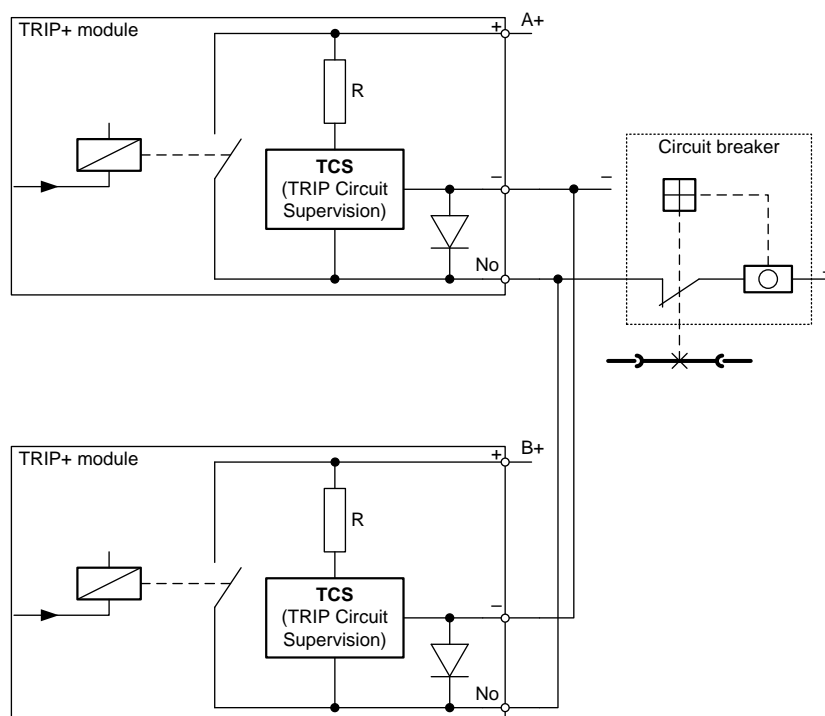 TRIP+ module
+
A+
R
TCS
(TRIP Circuit
Supervision)
–
–
No
Circuit breaker
–
TRIP+ module
+
B+
R
TCS
(TRIP Circuit
Supervision)
–
No